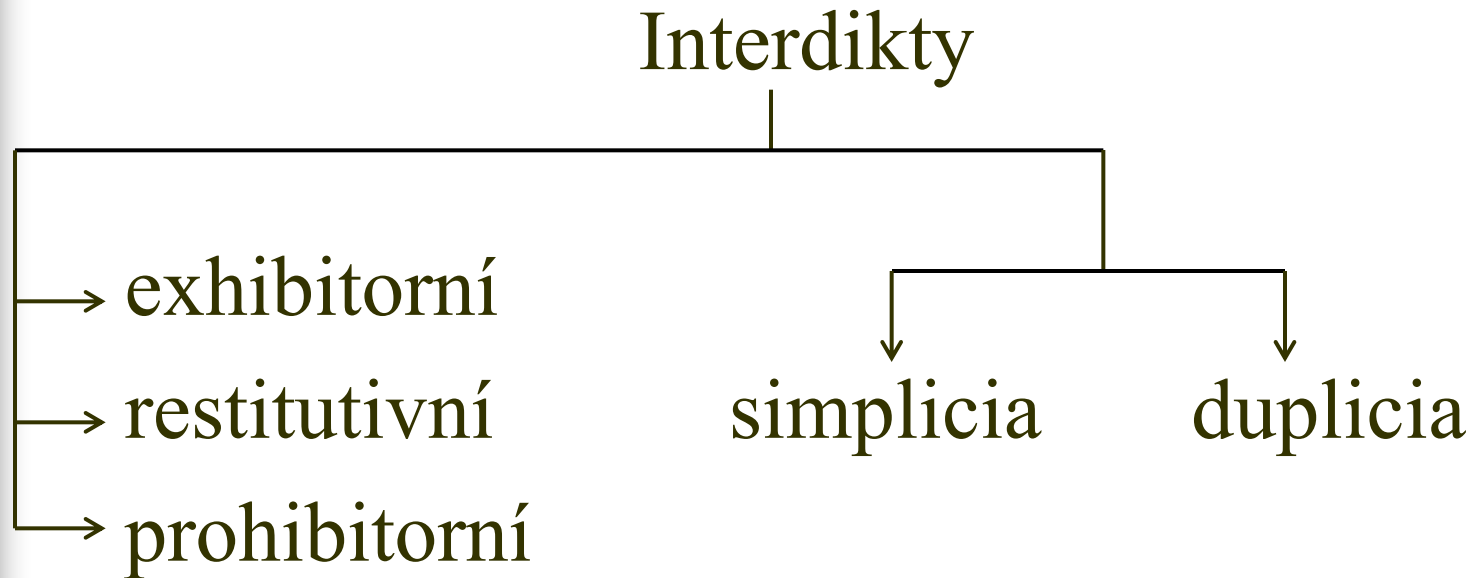 Interdikty
exhibitorní
restitutivní
prohibitorní
simplicia
duplicia